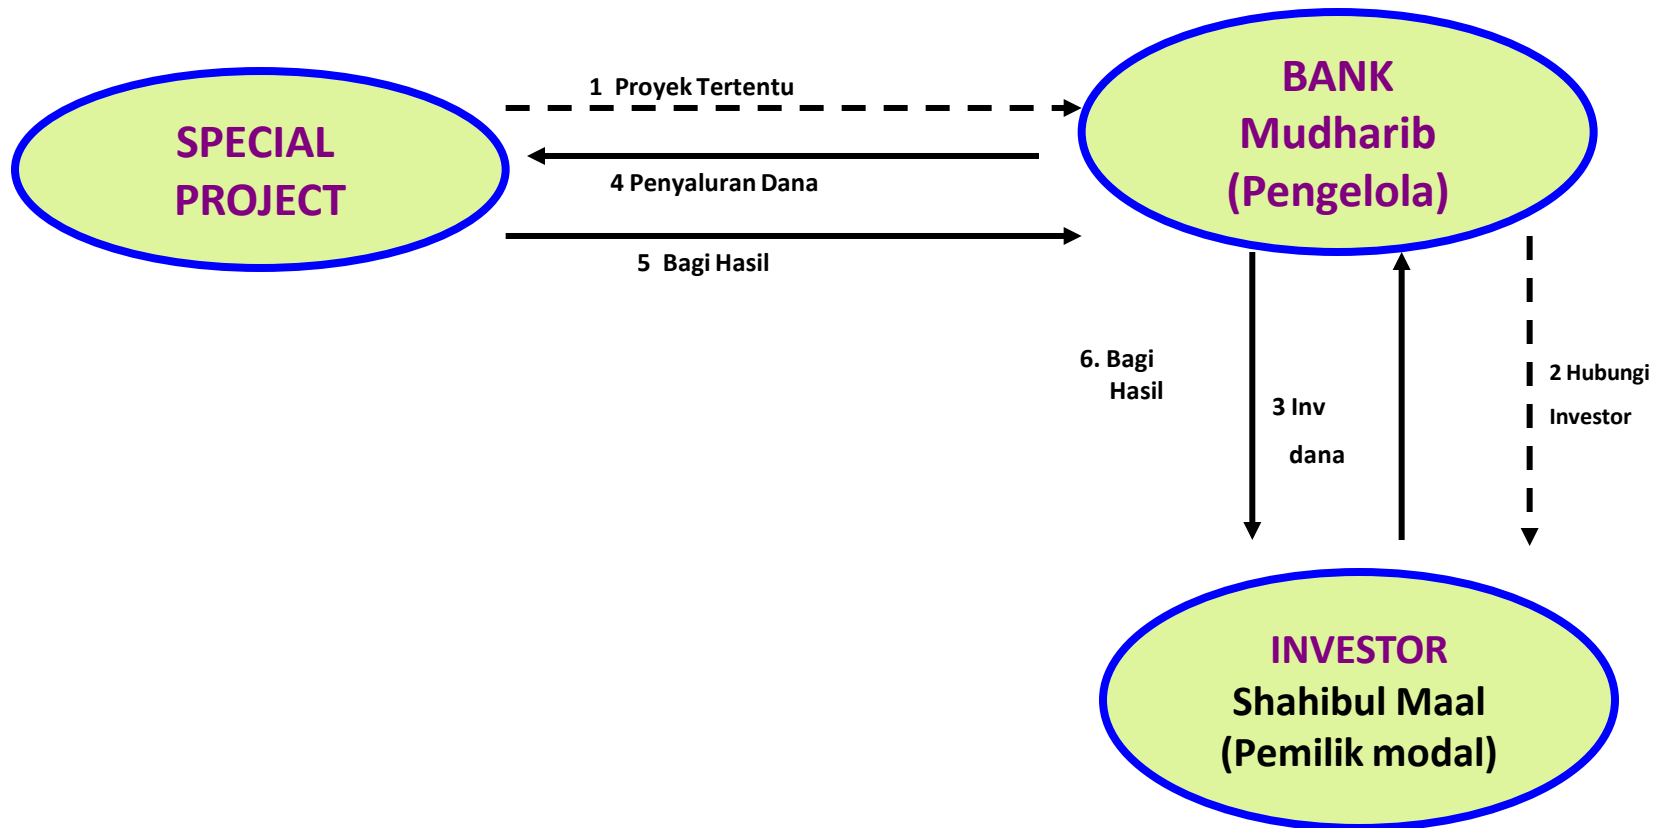 SPECIAL
PROJECT
1 Proyek Tertentu
4 Penyaluran Dana
5 Bagi Hasil
BANK
Mudharib
(Pengelola)
6. Bagi
Hasil
3 Inv
dana
2 Hubungi
Investor
INVESTOR
Shahibul Maal
(Pemilik modal)